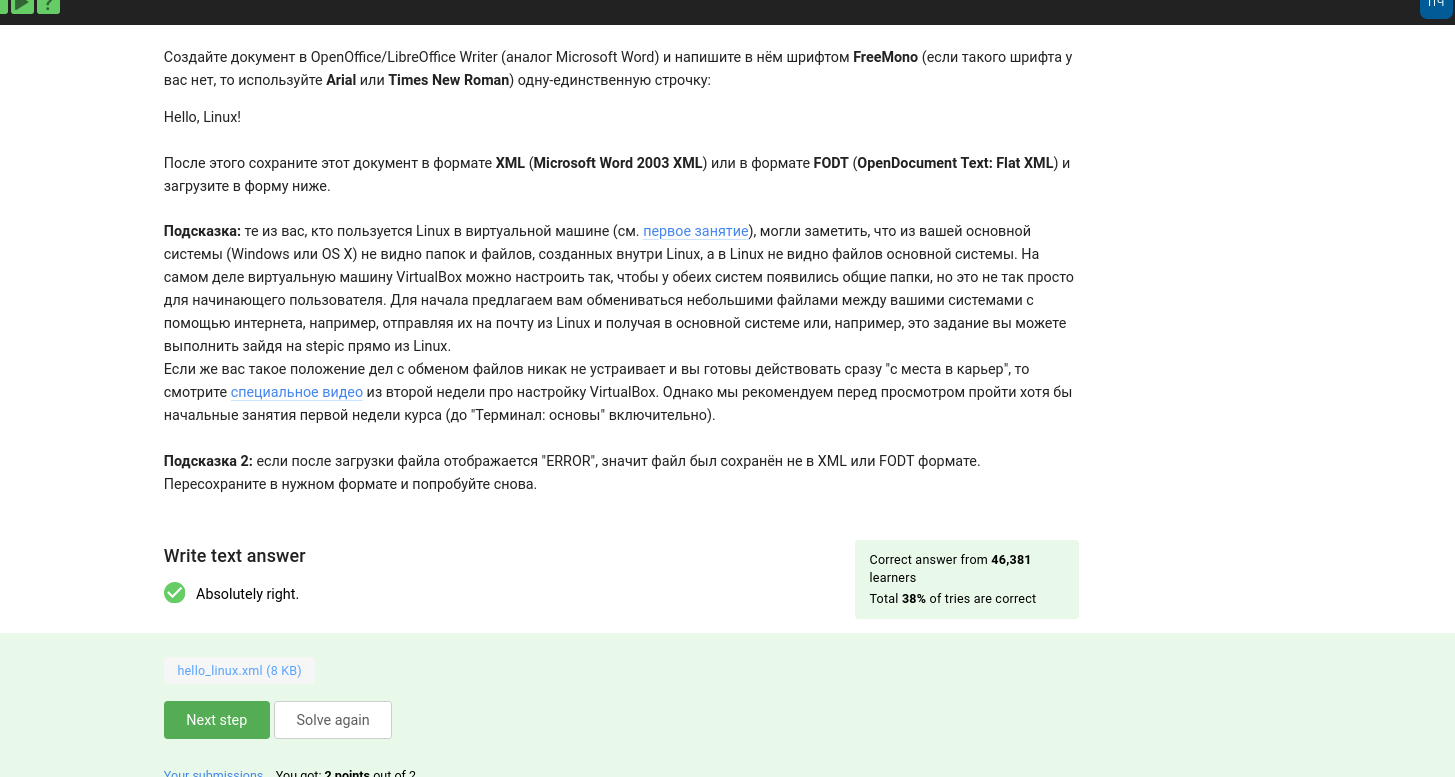 ?
ПЧ
Создайте документ в OpenOffice/LibreOffice Writer (аналог Microsoft Word) и напишите в нём шрифтом FreeMono (если такого шрифта у
вас нет, то используйте Arial или Times New Roman) одну-единственную строчку:
Hello, Linux!
После этого сохраните этот документ в формате XML (Microsoft Word 2003 XML) или в формате FODT (OpenDocument Text: Flat XML) и
загрузите в форму ниже.
Подсказка: те из вас, кто пользуется Linux в виртуальной машине (см. первое занятие), могли заметить, что из вашей основной
системы (Windows или OS X) не видно папок и файлов, созданных внутри Linux, а в Linux не видно файлов основной системы. На
самом деле виртуальную машину VirtualBox можно настроить так, чтобы у обеих систем появились общие папки, но это не так просто
для начинающего пользователя. Для начала предлагаем вам обмениваться небольшими файлами между вашими системами с
помощью интернета, например, отправляя их на почту из Linux и получая в основной системе или, например, это задание вы можете
выполнить зайдя на stepic прямо из Linux.
Если же вас такое положение дел с обменом файлов никак не устраивает и вы готовы действовать сразу "с места в карьер", то
смотрите специальное видео из второй недели про настройку VirtualBox. Однако мы рекомендуем перед просмотром пройти хотя бы
начальные занятия первой недели курса (до "Терминал: основы" включительно).
Подсказка 2: если после загрузки файла отображается "ERROR", значит файл был сохранён не в XML или FODT формате.
Пересохраните в нужном формате и попробуйте снова.
Write text answer
Absolutely right.
Correct answer from 46,381
learners
Total 38% of tries are correct
hello_linux.xml (8 KB)
Next step
Solve again
Your submissions You got: 2 points out of 2